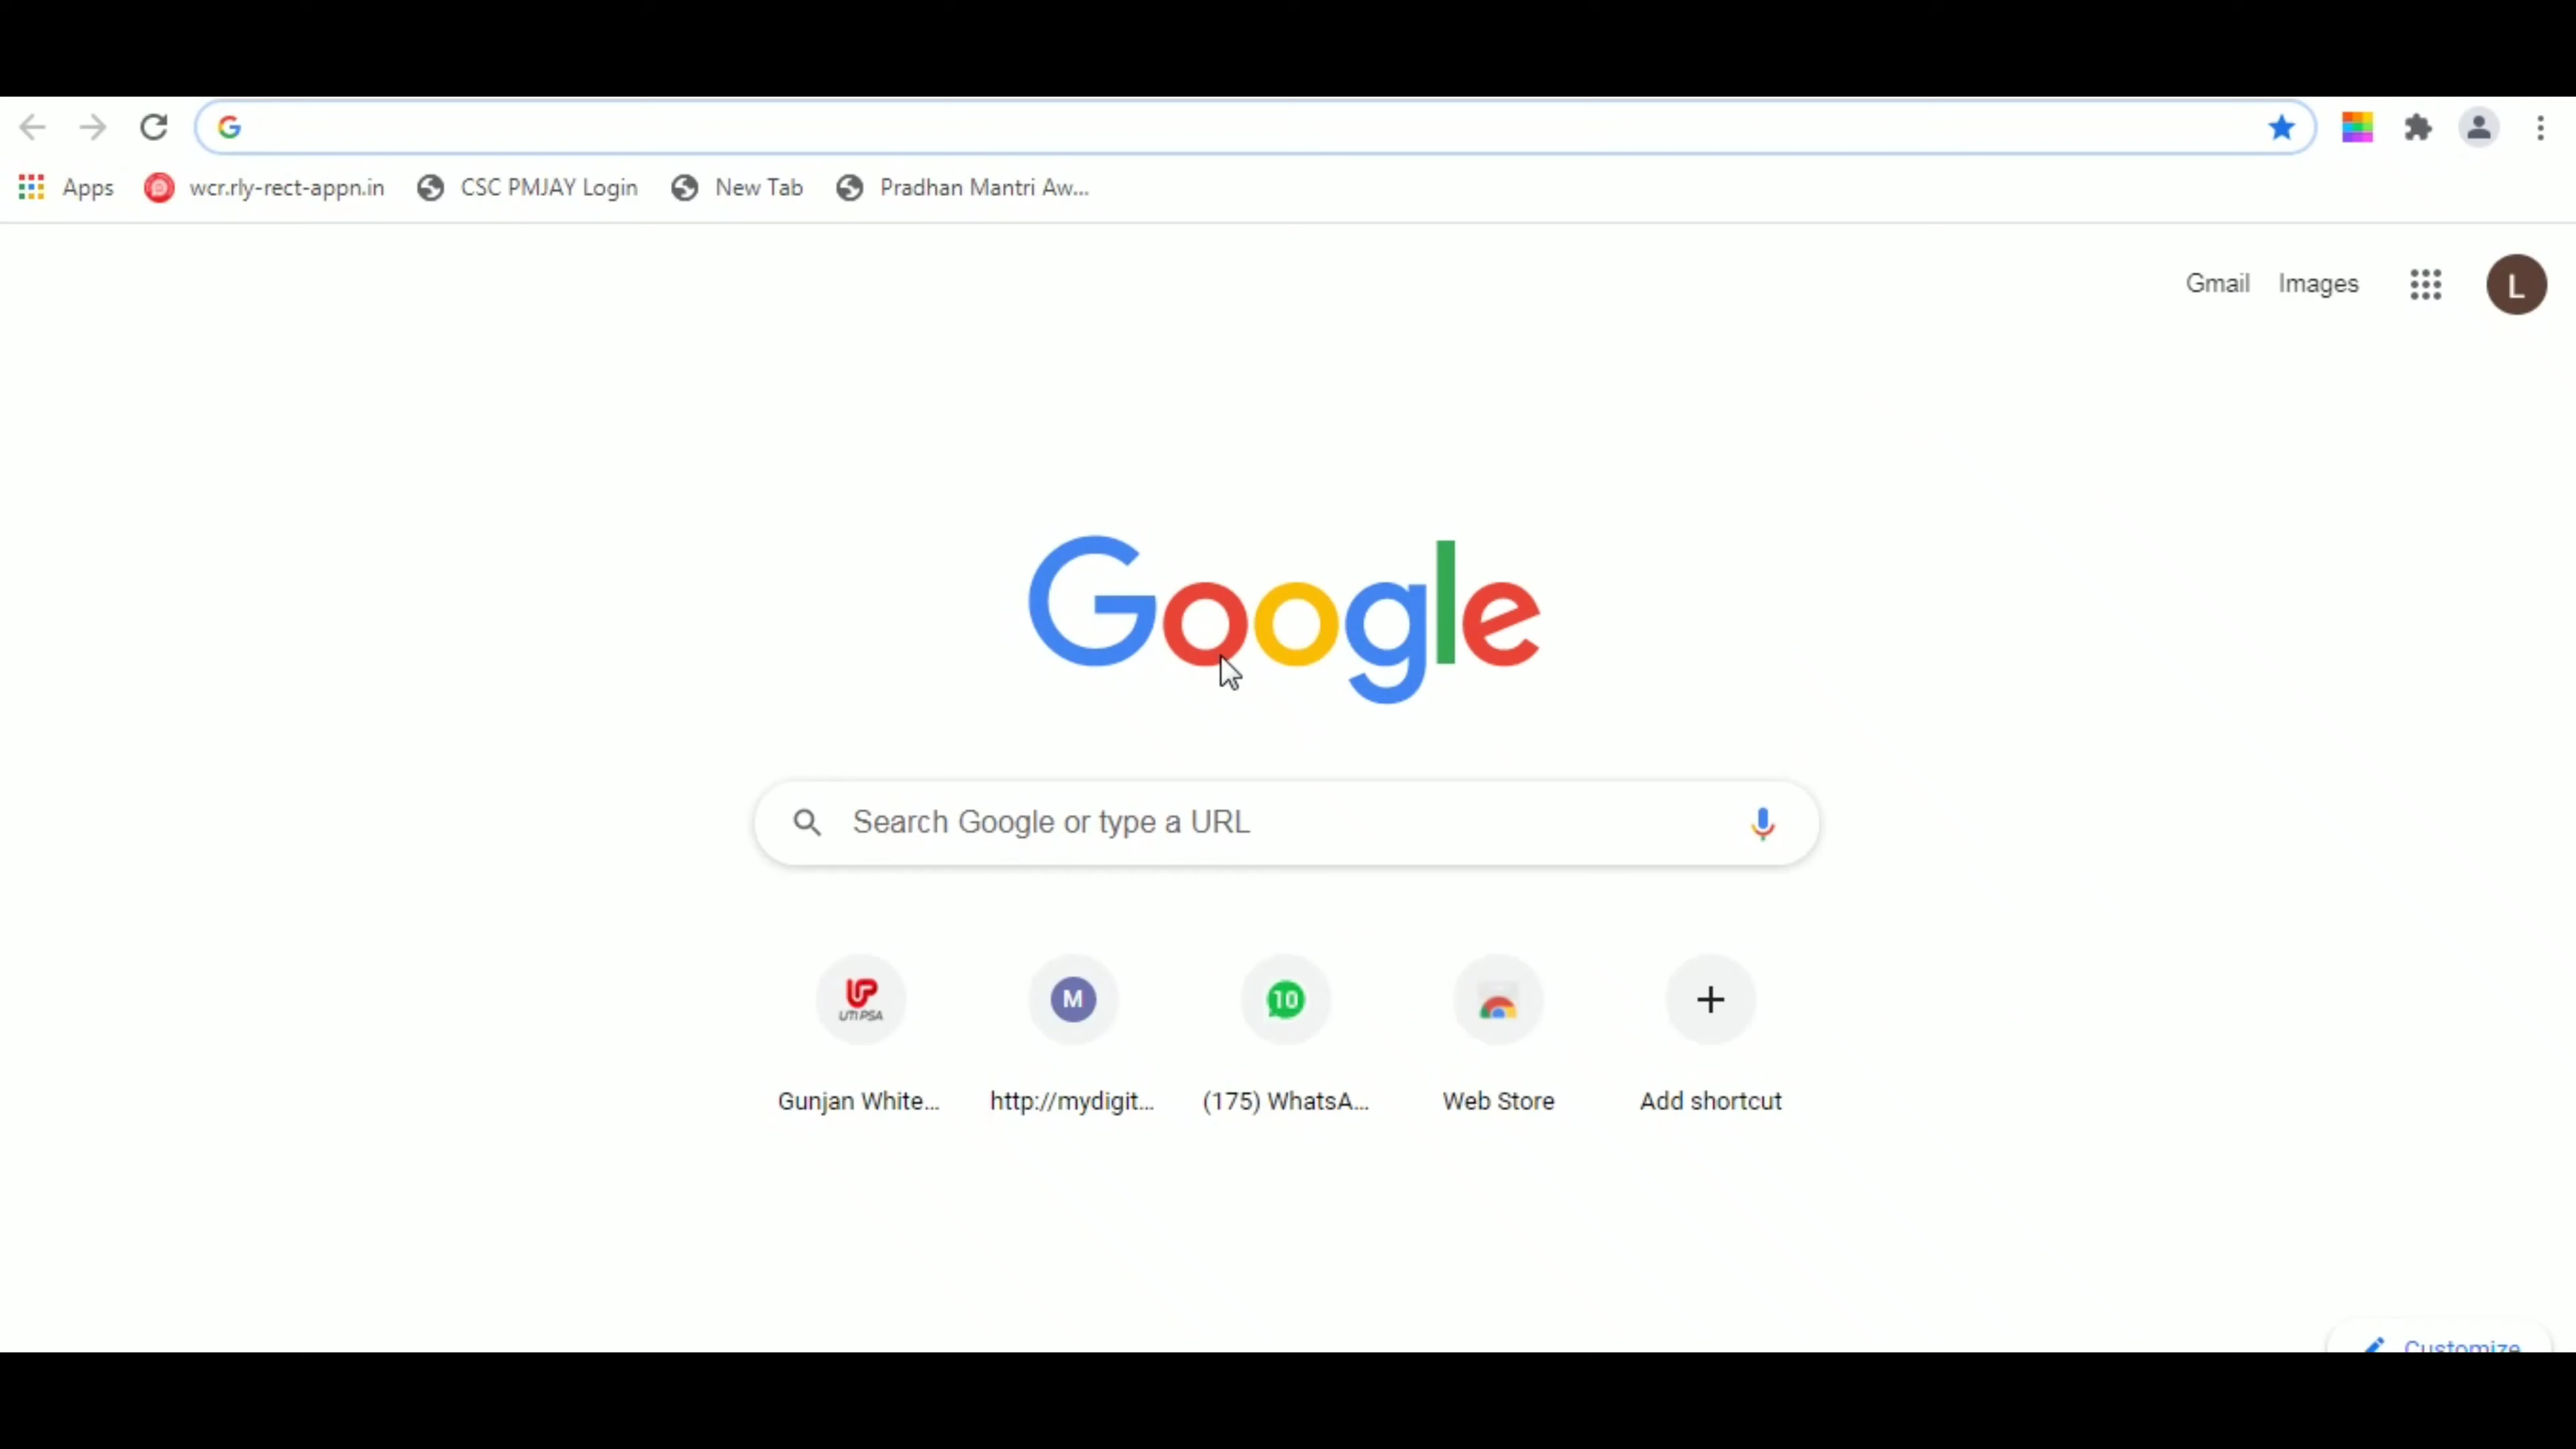 Apps wcr.rly-rect-appn.in CSC PMJAY Login New Tab Pradhan Mantri Aw...
Gmail Images L
Google
Search Google or type a URL
UTI PSA M 10
Gunjan White... http://mydigit... (175) WhatsA... Web Store Add shortcut
Customize